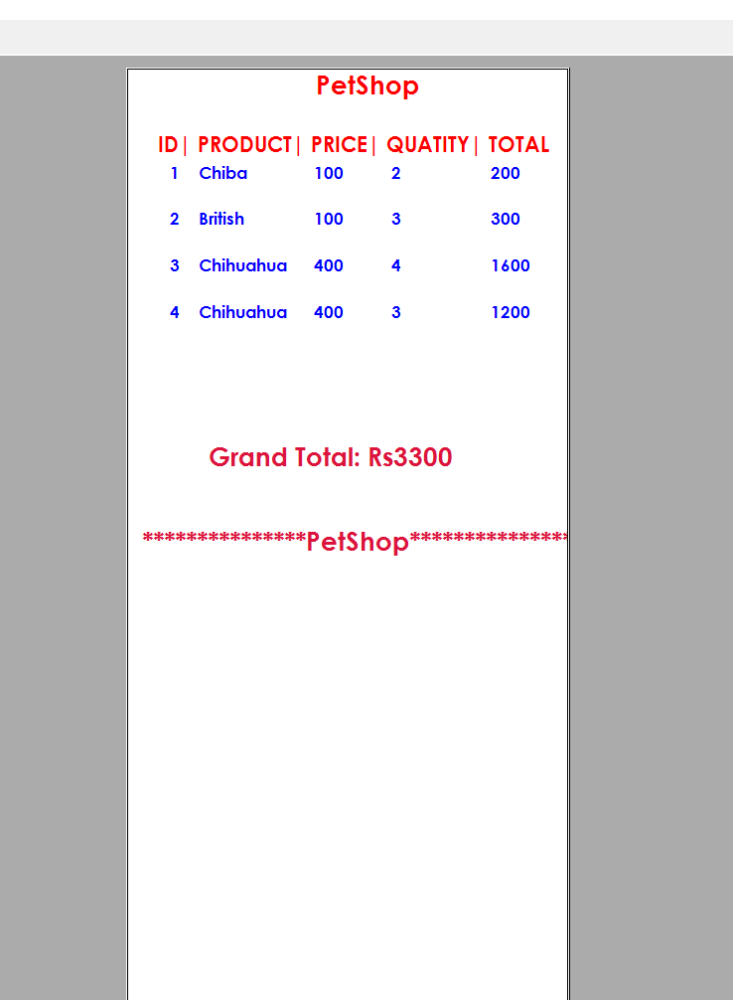 PetShop
ID| PRODUCT| PRICE| QUATITY| TOTAL
1 Chiba 100 2 200
2 British 100 3 300
3 Chihuahua 400 4 1600
4 Chihuahua 400 3 1200
Grand Total: Rs3300
***************PetShop***************